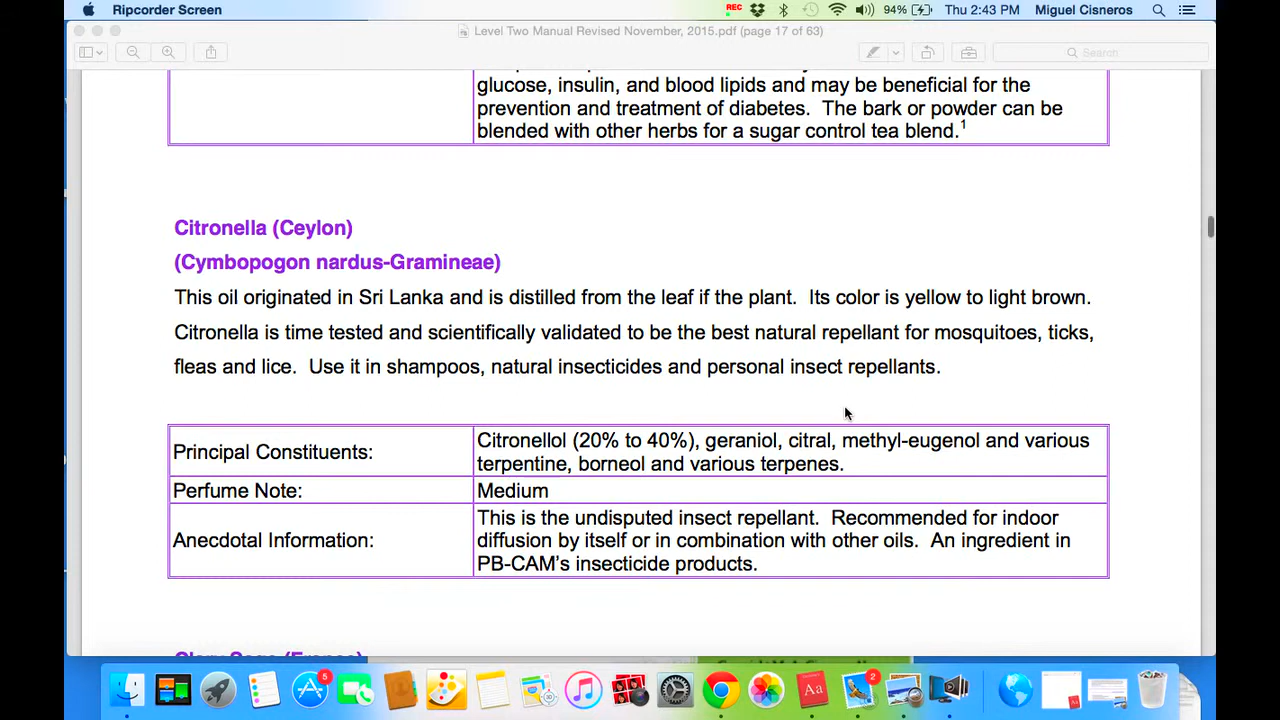 Ripcorder Screen
REC
94%
Thu 2:43 PM
Miguel Cisneros
Level Two Manual Revised November, 2015.pdf (page 17 of 63)
Search
glucose, insulin, and blood lipids and may be beneficial for the
prevention and treatment of diabetes. The bark or powder can be
blended with other herbs for a sugar control tea blend.1
Citronella (Ceylon)
(Cymbopogon nardus-Gramineae)
This oil originated in Sri Lanka and is distilled from the leaf if the plant. Its color is yellow to light brown.
Citronella is time tested and scientifically validated to be the best natural repellant for mosquitoes, ticks,
fleas and lice. Use it in shampoos, natural insecticides and personal insect repellants.
Principal Constituents:
Citronellol (20% to 40%), geraniol, citral, methyl-eugenol and various
terpentine, borneol and various terpenes.
Perfume Note:
Medium
Anecdotal Information:
This is the undisputed insect repellant. Recommended for indoor
diffusion by itself or in combination with other oils. An ingredient in
PB-CAM's insecticide products.
5
Aa
2